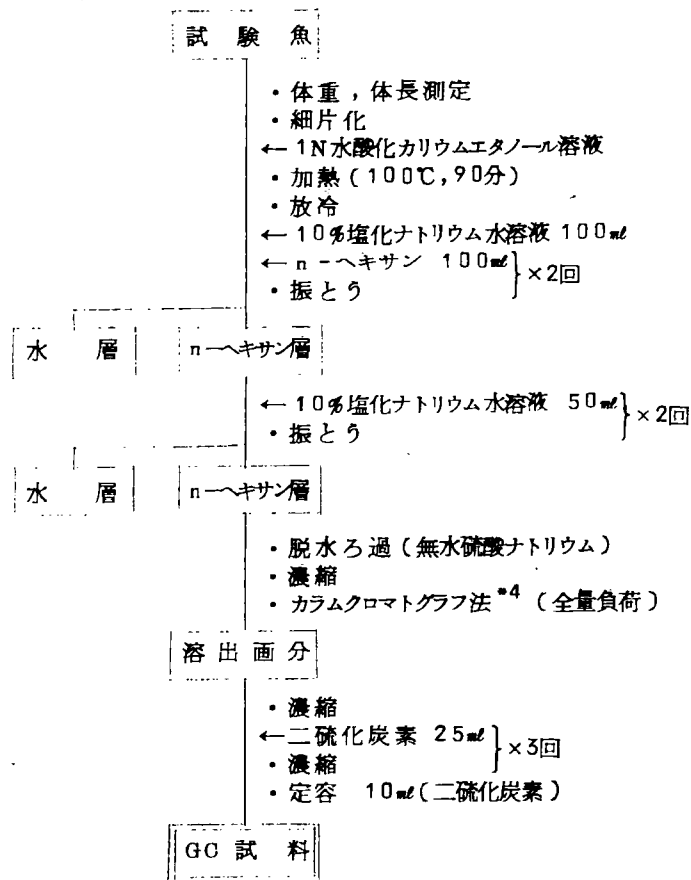 試験魚
・体重，体長測定
・細片化
← 1N水酸化カリウムエタノール溶液
・加熱（100℃，90分）
・放冷
← 10%塩化ナトリウム水溶液 100ml
← n－ヘキサン 100ml
・振とう
×2回
水層 n－ヘキサン層
← 10%塩化ナトリウム水溶液 50ml
・振とう
×2回
水層 n－ヘキサン層
・脱水ろ過（無水硫酸ナトリウム）
・濃縮
・カラムクロマトグラフ法*4（全量負荷）
溶出画分
・濃縮
←二硫化炭素 25ml
・濃縮
×3回
・定容 10ml（二硫化炭素）
GC試料